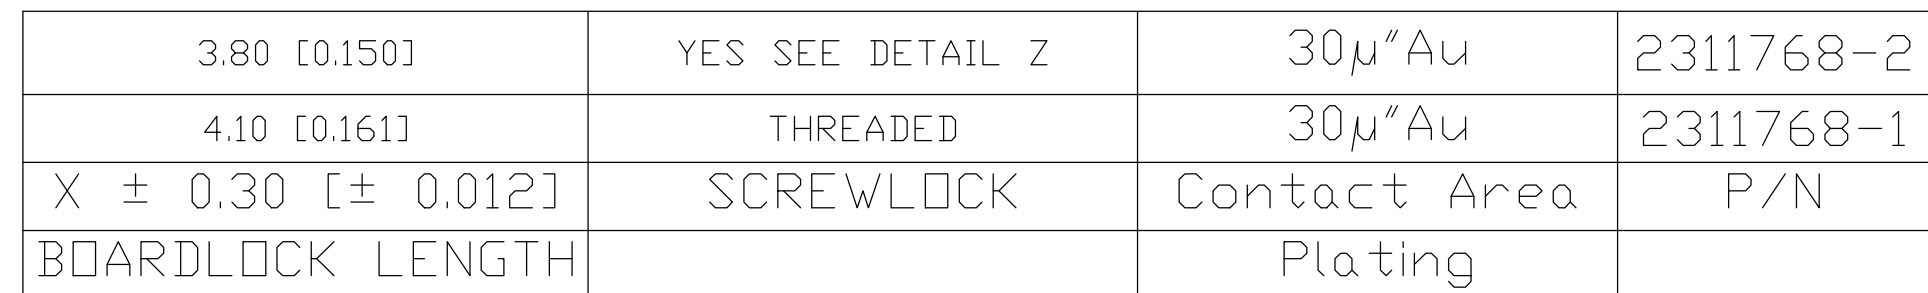 3.80 [0.150] YES SEE DETAIL Z 30µ"Au 2311768-2
4.10 [0.161] THREADED 30µ"Au 2311768-1
X ± 0.30 [± 0.012] SCREWLOCK Contact Area P/N
BOARDLOCK LENGTH Plating